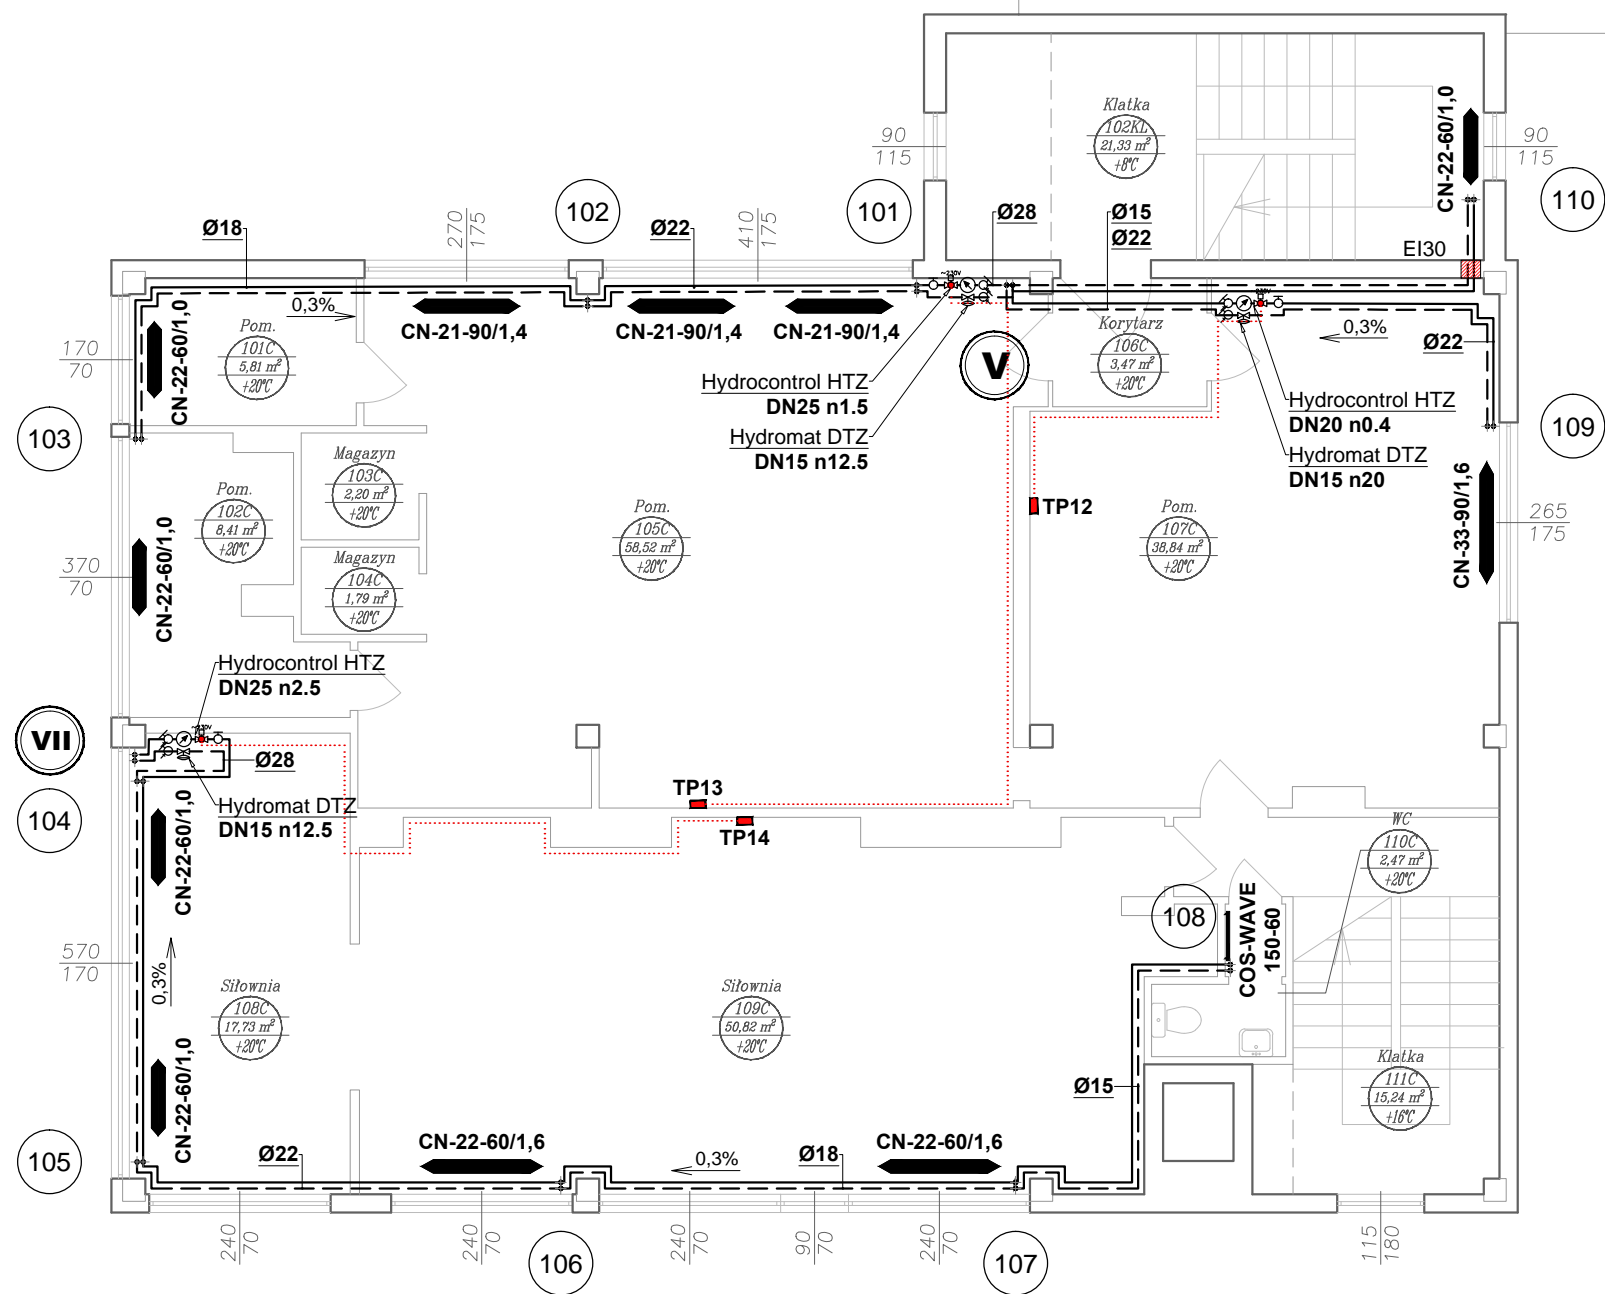 Klatka
102KL
21,33 m²
+8°C
90
115
CN-22-60/1,0
90
115
110
102
101
Ø18
270
175
Ø22
410
175
Ø28
Ø15
Ø22
EI30
~230V
0,3%
CN-21-90/1,4
CN-21-90/1,4
CN-21-90/1,4
Pom.
101C
5,81 m²
+20°C
CN-22-60/1,0
170
70
103
Hydrocontrol HTZ
DN25 n1.5
Hydromat DTZ
DN15 n12.5
V
Korytarz
106C
3,47 m²
+20°C
0,3%
Ø22
Hydrocontrol HTZ
DN20 n0.4
Hydromat DTZ
DN15 n20
109
Magazyn
103C
2,20 m²
+20°C
Pom.
102C
8,41 m²
+20°C
CN-22-60/1,0
370
70
Magazyn
104C
1,79 m²
+20°C
Pom.
105C
58,52 m²
+20°C
TP12
Pom.
107C
38,84 m²
+20°C
CN-33-90/1,6
265
175
Hydrocontrol HTZ
DN25 n2.5
VII
~230V
Ø28
104
Hydromat DTZ
DN15 n12.5
TP13
TP14
CN-22-60/1,0
WC
110C
2,47 m²
+20°C
108
COS-WAVE
150-60
570
170
0,3%
Siłownia
108C
17,73 m²
+20°C
Siłownia
109C
50,82 m²
+20°C
CN-22-60/1,0
Ø15
Klatka
111C
15,24 m²
+16°C
105
Ø22
CN-22-60/1,6
0,3%
Ø18
CN-22-60/1,6
240
70
240
70
240
70
90
70
240
70
115
180
106
107